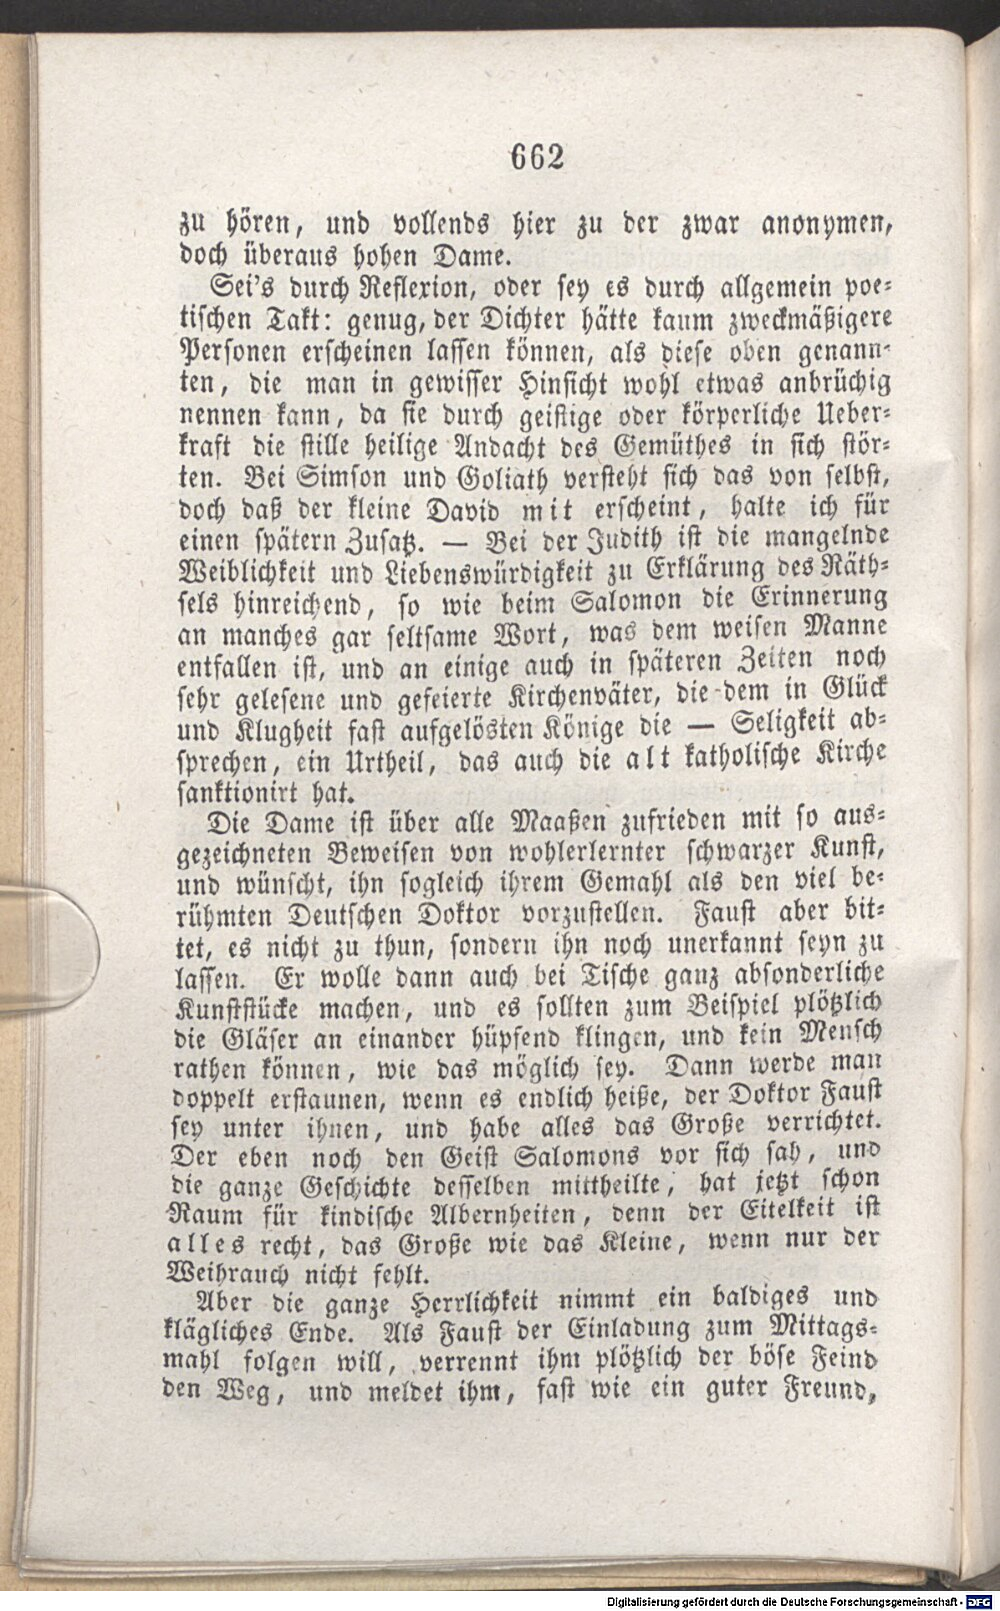 662
zu hören, und vollends hier zu der zwar anonymen,
doch überaus hohen Dame.
Sei's durch Reflexion, oder sey es durch allgemein poe-
tischen Takt: genug, der Dichter hätte kaum zweckmäßigere
Personen erscheinen lassen können, als diese oben genann-
ten, die man in gewisser Hinsicht wohl etwas anbrüchig
nennen kann, da sie durch geistige oder körperliche Ueber-
kraft die stille heilige Andacht des Gemüthes in sich stör-
ten. Bei Simson und Goliath versteht sich das von selbst,
doch daß der kleine David mit erscheint, halte ich für
einen spätern Zusatz. — Bei der Judith ist die mangelnde
Weiblichkeit und Liebenswürdigkeit zu Erklärung des Räth-
sels hinreichend, so wie beim Salomon die Erinnerung
an manches gar seltsame Wort, was dem weisen Manne
entfallen ist, und an einige auch in späteren Zeiten noch
sehr gelesene und gefeierte Kirchenväter, die dem in Glück
und Klugheit fast aufgelösten Könige die — Seligkeit ab-
sprechen, ein Urtheil, das auch die alt katholische Kirche
sanktionirt hat.
Die Dame ist über alle Maaßen zufrieden mit so aus-
gezeichneten Beweisen von wohlerlernter schwarzer Kunst,
und wünscht, ihn sogleich ihrem Gemahl als den viel be-
rühmten Deutschen Doktor vorzustellen. Faust aber bit-
tet, es nicht zu thun, sondern ihn noch unerkannt seyn zu
lassen. Er wolle dann auch bei Tische ganz absonderliche
Kunststücke machen, und es sollten zum Beispiel plötzlich
die Gläser an einander hüpfend klingen, und kein Mensch
rathen können, wie das möglich sey. Dann werde man
doppelt erstaunen, wenn es endlich heiße, der Doktor Faust
sey unter ihnen, und habe alles das Große verrichtet.
Der eben noch den Geist Salomons vor sich sah, und
die ganze Geschichte desselben mittheilte, hat jetzt schon
Raum für kindische Albernheiten, denn der Eitelkeit ist
alles recht, das Große wie das Kleine, wenn nur der
Weihrauch nicht fehlt.
Aber die ganze Herrlichkeit nimmt ein baldiges und
klägliches Ende. Als Faust der Einladung zum Mittags-
mahl folgen will, verrennt ihm plötzlich der böse Feind
den Weg, und meldet ihm, fast wie ein guter Freund,
Digitalisierung gefördert durch die Deutsche Forschungsgemeinschaft - DFG